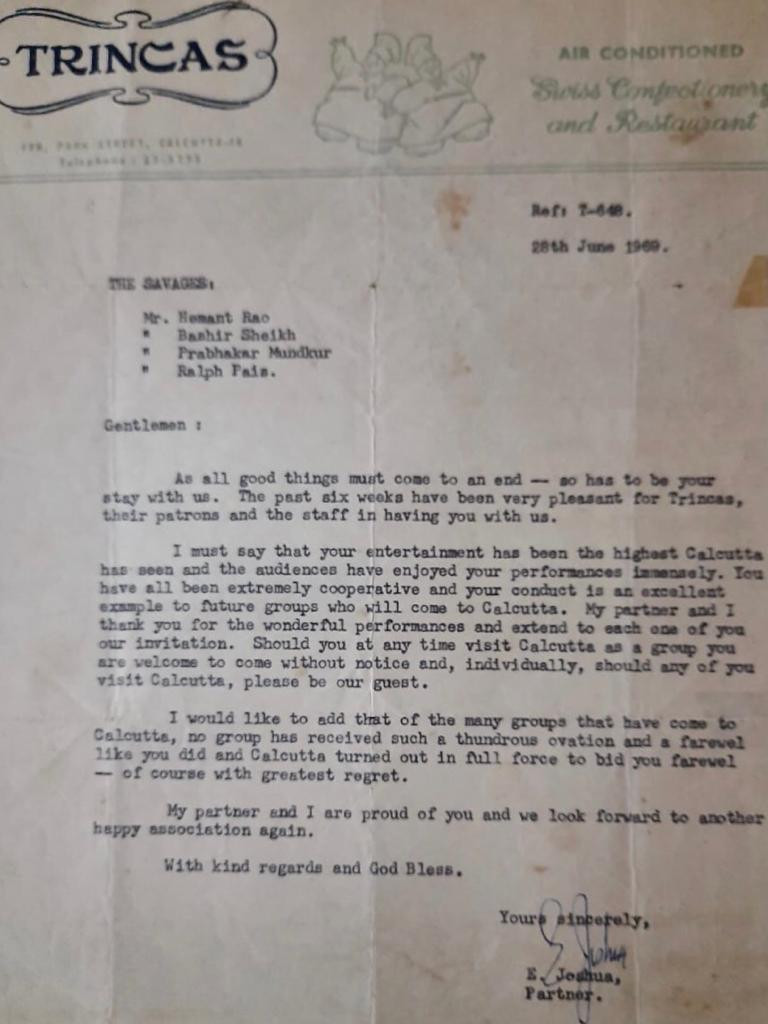 TRINCAS
AIR CONDITIONED
Swiss Confectionery
and Restaurant
PARK STREET, CALCUTTA-16
Telephone :
Ref: T-648.
28th June 1969.
THE SAVAGES:
Mr. Hemant Rao
" Bashir Sheikh
" Prabhakar Mundkur
" Ralph Pais.
Gentlemen :
As all good things must come to an end — so has to be your
stay with us. The past six weeks have been very pleasant for Trincas,
their patrons and the staff in having you with us.
I must say that your entertainment has been the highest Calcutta
has seen and the audiences have enjoyed your performances immensely. You
have all been extremely cooperative and your conduct is an excellent
example to future groups who will come to Calcutta. My partner and I
thank you for the wonderful performances and extend to each one of you
our invitation. Should you at any time visit Calcutta as a group you
are welcome to come without notice and, individually, should any of you
visit Calcutta, please be our guest.
I would like to add that of the many groups that have come to
Calcutta, no group has received such a thundrous ovation and a farewel
like you did and Calcutta turned out in full force to bid you farewel
— of course with greatest regret.
My partner and I are proud of you and we look forward to another
happy association again.
With kind regards and God Bless.
Yours sincerely,
E. Joshua
E. Joshua,
Partner.